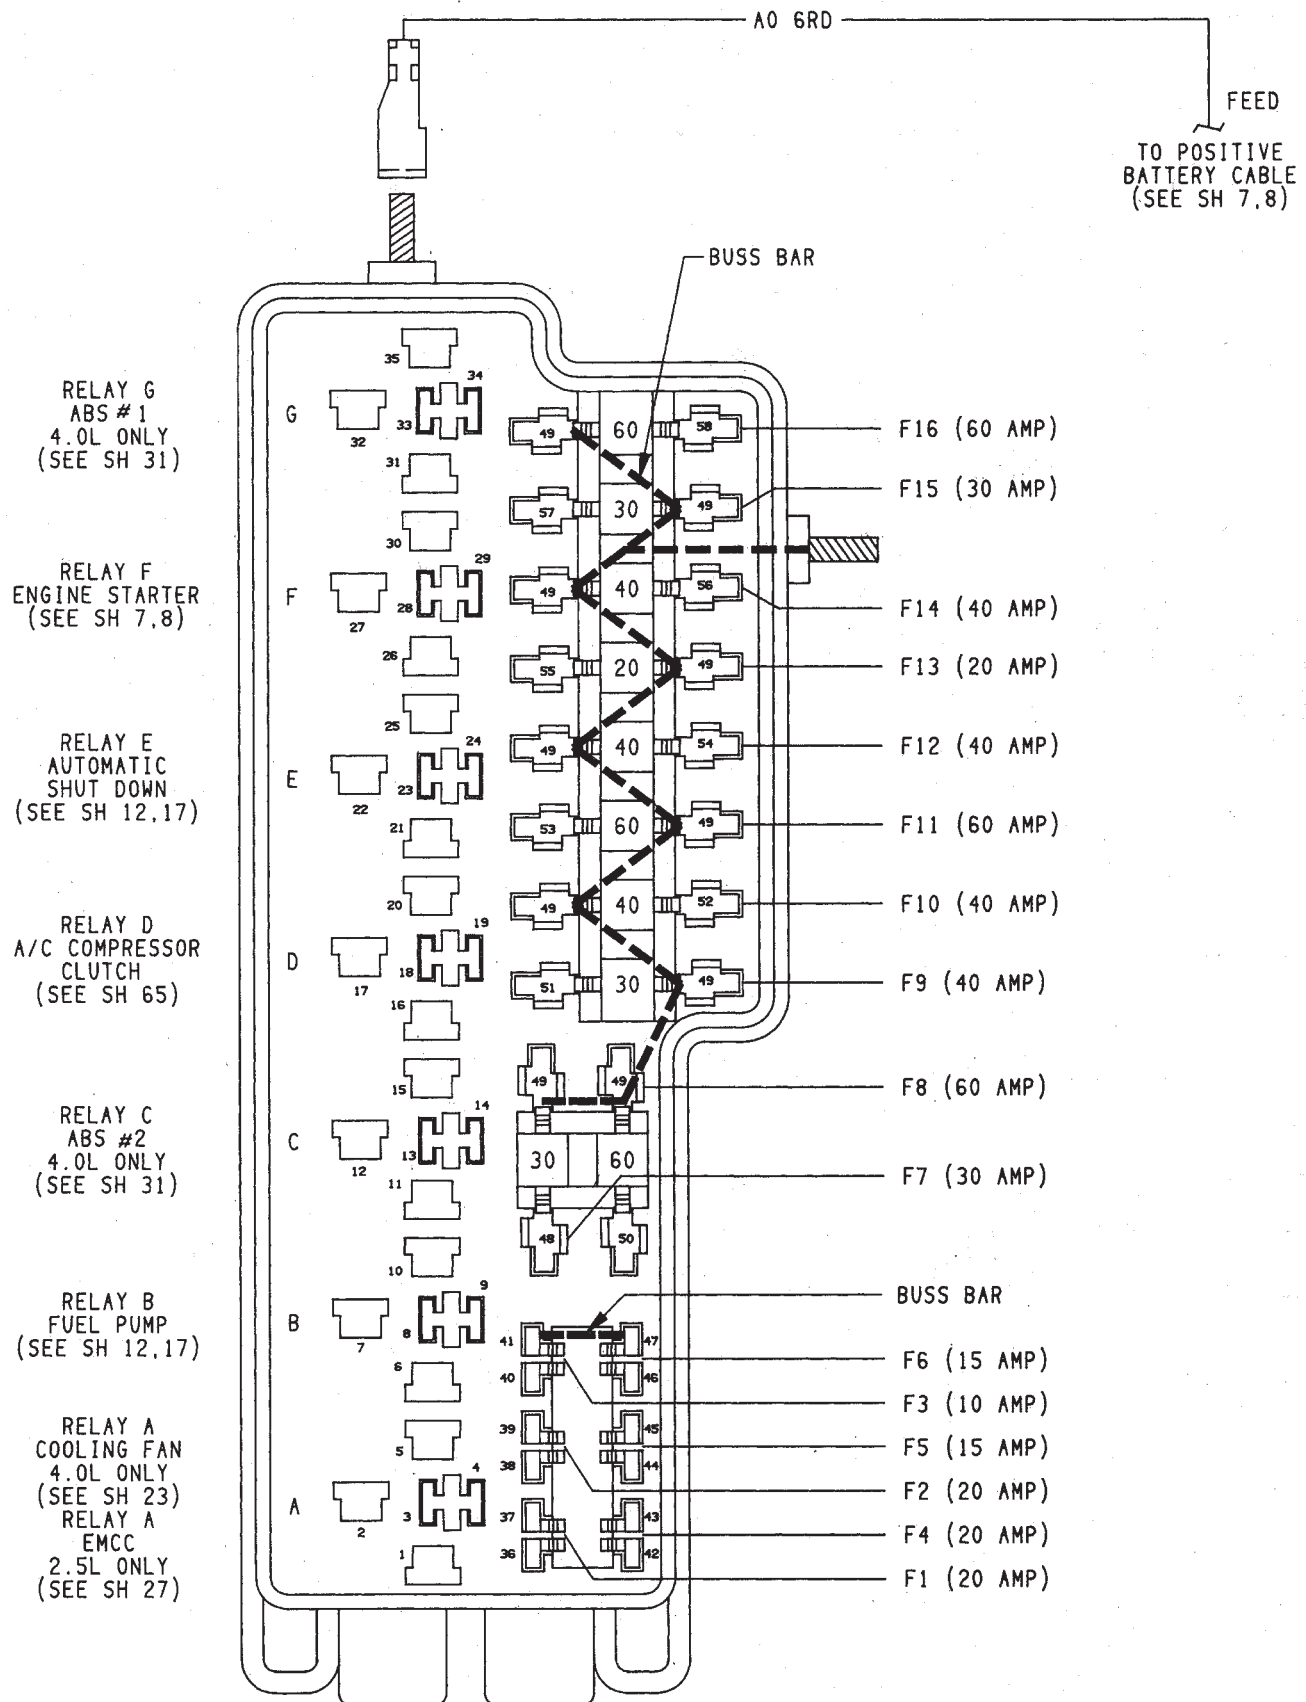 A0 6RD
FEED
TO POSITIVE
BATTERY CABLE
(SEE SH 7,8)
BUSS BAR
RELAY G
ABS #1
4.0L ONLY
(SEE SH 31)
RELAY F
ENGINE STARTER
(SEE SH 7,8)
RELAY E
AUTOMATIC
SHUT DOWN
(SEE SH 12,17)
RELAY D
A/C COMPRESSOR
CLUTCH
(SEE SH 65)
RELAY C
ABS #2
4.0L ONLY
(SEE SH 31)
RELAY B
FUEL PUMP
(SEE SH 12,17)
RELAY A
COOLING FAN
4.0L ONLY
(SEE SH 23)
RELAY A
EMCC
2.5L ONLY
(SEE SH 27)
35
34
G
33
32
31
30
29
F
28
27
26
25
24
E
23
22
21
20
19
D
18
17
16
15
14
C
13
12
11
10
9
B
8
7
6
5
4
A
3
2
1
49 60 58
57 30 49
49 40 56
55 20 49
49 40 54
53 60 49
49 40 52
51 30 49
49 49
30 60
48 50
41 47
40 46
39 45
38 44
37 43
36 42
F16 (60 AMP)
F15 (30 AMP)
F14 (40 AMP)
F13 (20 AMP)
F12 (40 AMP)
F11 (60 AMP)
F10 (40 AMP)
F9 (40 AMP)
F8 (60 AMP)
F7 (30 AMP)
BUSS BAR
F6 (15 AMP)
F3 (10 AMP)
F5 (15 AMP)
F2 (20 AMP)
F4 (20 AMP)
F1 (20 AMP)